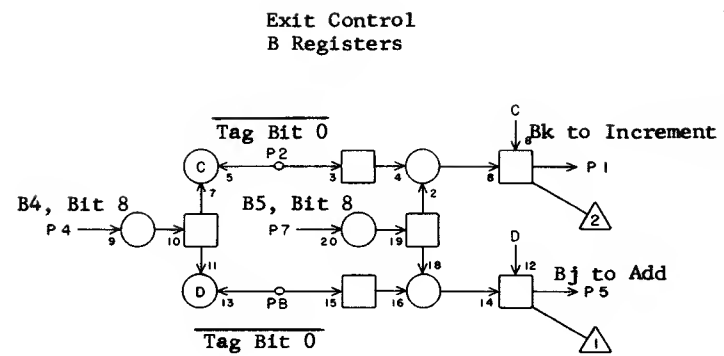 Exit Control
B Registers
C
Tag Bit 0
8 Bk to Increment
P2
C 5 3 4 8 P1
7 2
B4, Bit 8 B5, Bit 8 2
P4 9 10 P7 20 19
D
11 18 12 Bj to Add
D 13 PB 15 16 14 P5
Tag Bit 0 1